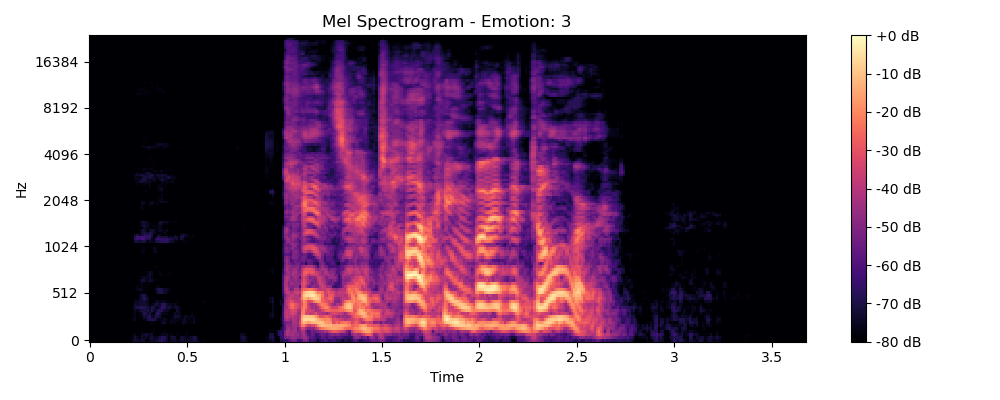 Mel Spectrogram - Emotion: 3
Hz
16384
8192
4096
2048
1024
512
0
0 0.5 1 1.5 2 2.5 3 3.5
Time
+0 dB
-10 dB
-20 dB
-30 dB
-40 dB
-50 dB
-60 dB
-70 dB
-80 dB